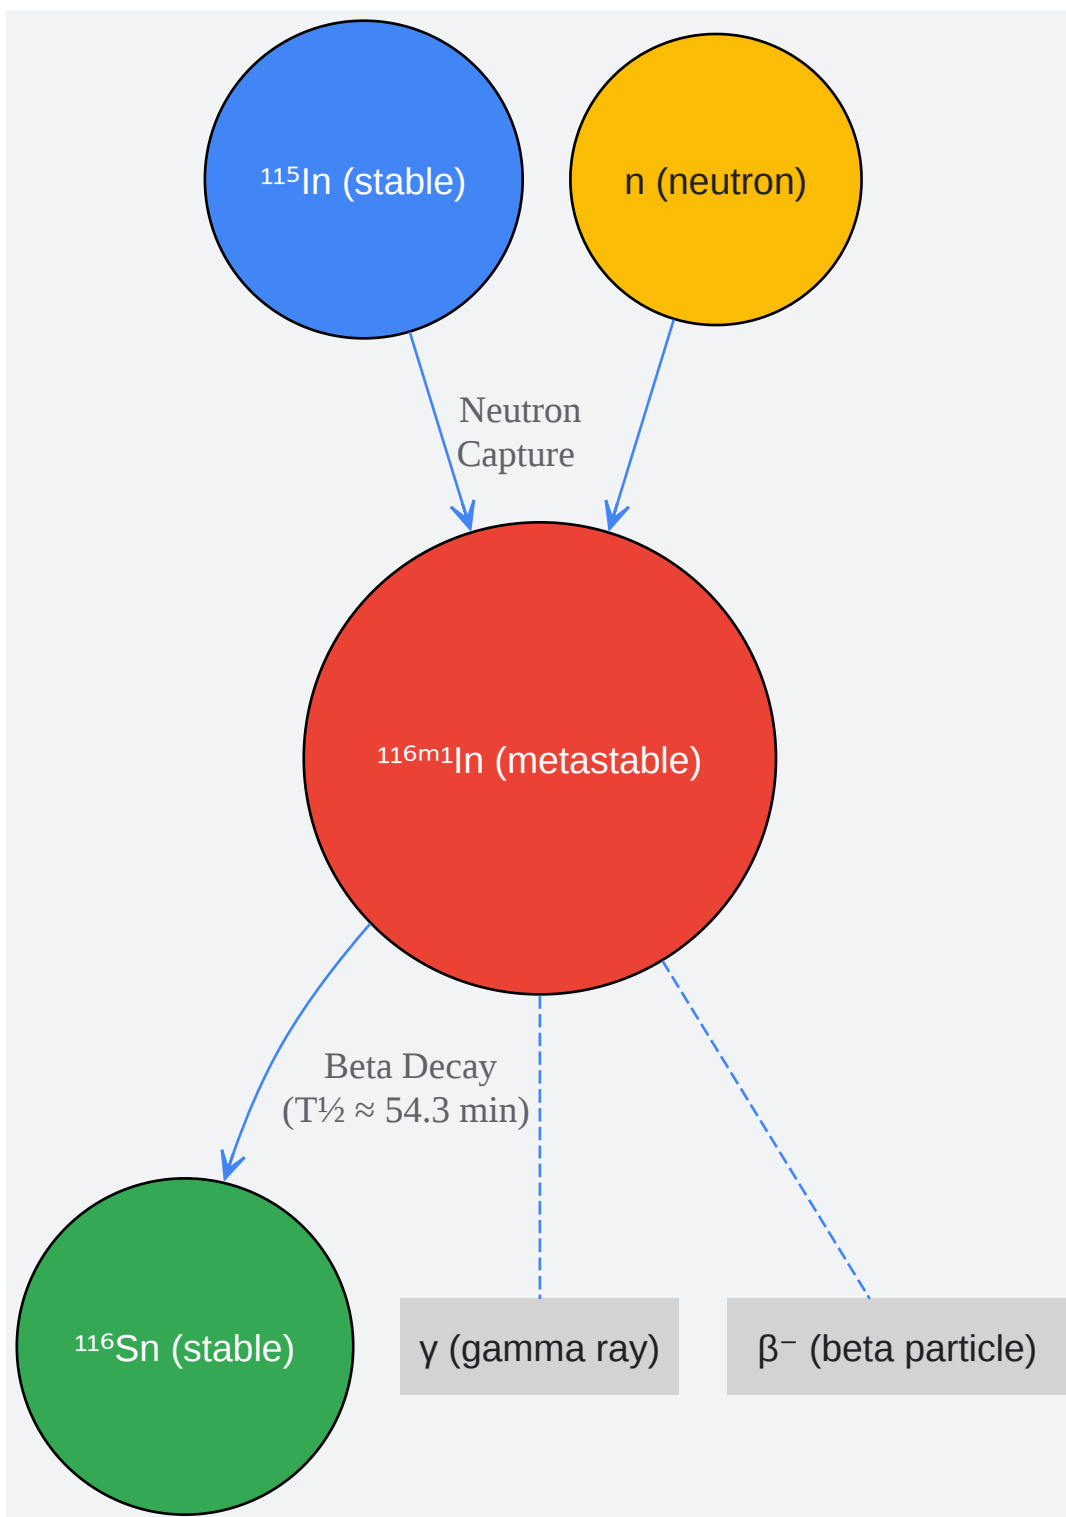 ¹¹⁵In (stable)
n (neutron)
Neutron
Capture
¹¹⁶ᵐ¹In (metastable)
Beta Decay
(T½ ≈ 54.3 min)
¹¹⁶Sn (stable)
γ (gamma ray)
β⁻ (beta particle)